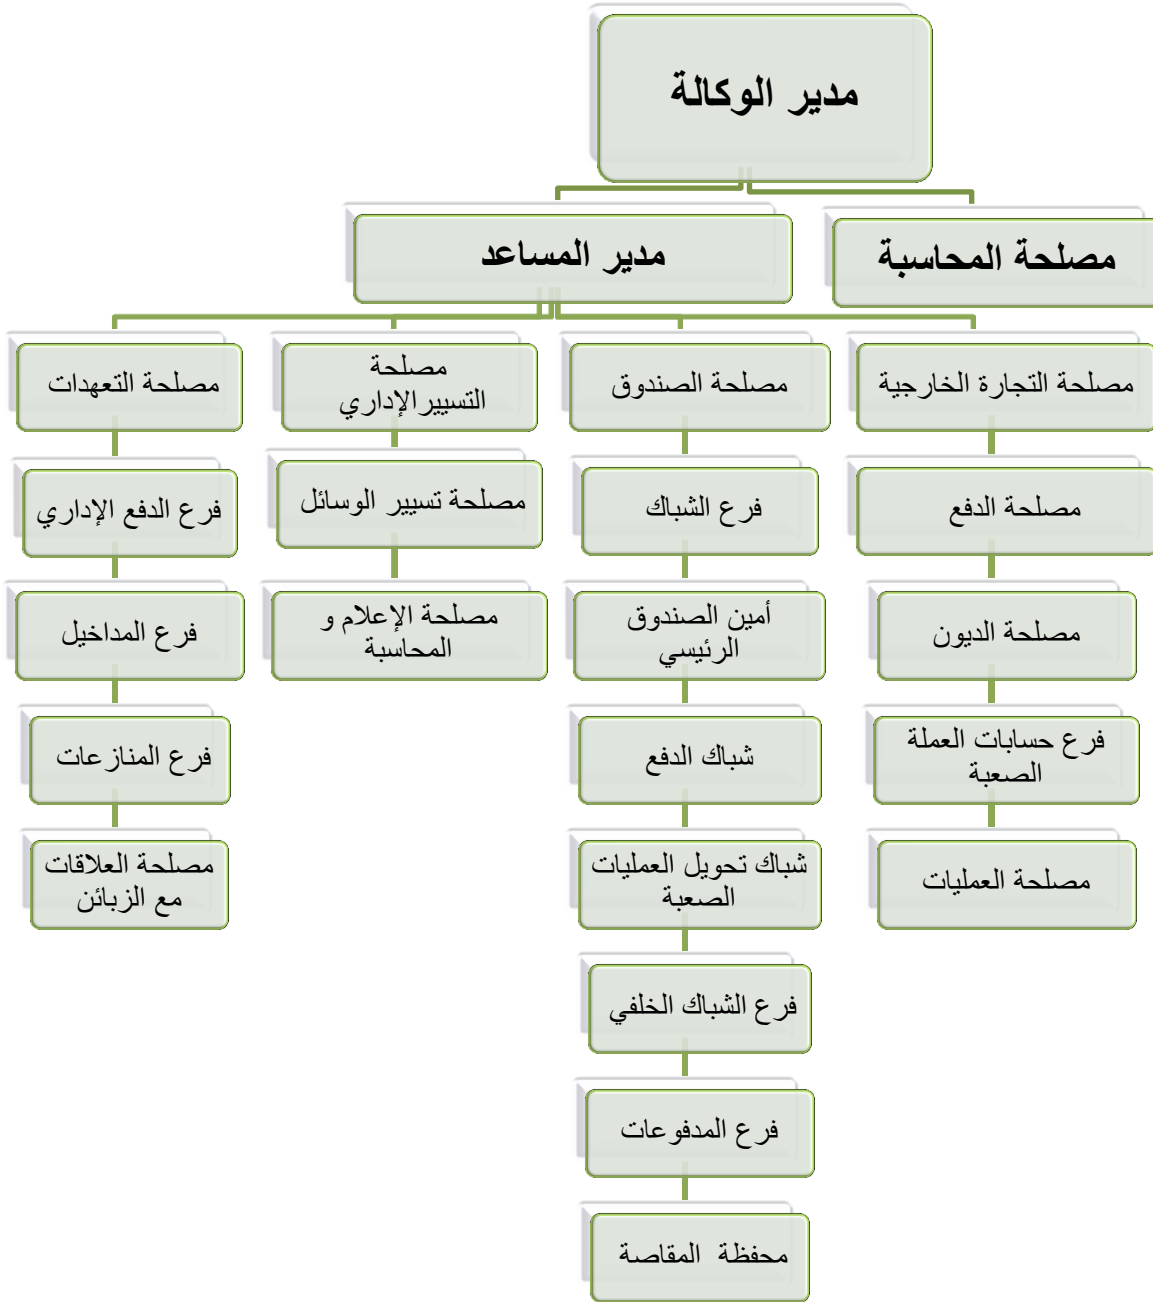 مدير الوكالة
مصلحة المحاسبة
مدير المساعد
مصلحة التجارة الخارجية
مصلحة الصندوق
مصلحة
التسييرالإداري
مصلحة التعهدات
مصلحة الدفع
فرع الشباك
مصلحة تسيير الوسائل
فرع الدفع الإداري
مصلحة الديون
أمين الصندوق
الرئيسي
مصلحة الإعلام و
المحاسبة
فرع المداخيل
فرع حسابات العملة
الصعبة
شباك الدفع
فرع المنازعات
مصلحة العمليات
شباك تحويل العمليات
الصعبة
مصلحة العلاقات
مع الزبائن
فرع الشباك الخلفي
فرع المدفوعات
محفظة المقاصة